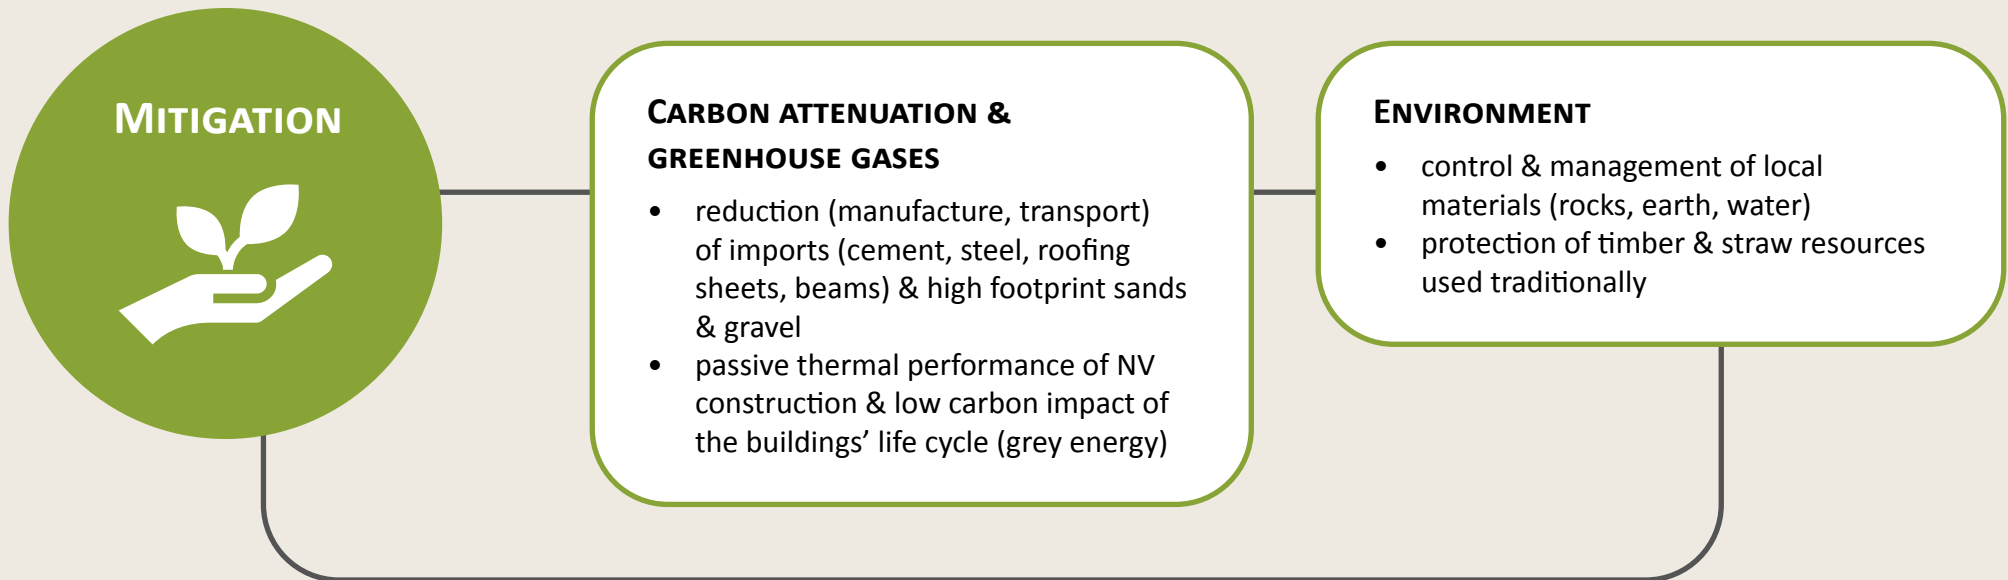 MITIGATION
CARBON ATTENUATION &
GREENHOUSE GASES
• reduction (manufacture, transport)
of imports (cement, steel, roofing
sheets, beams) & high footprint sands
& gravel
• passive thermal performance of NV
construction & low carbon impact of
the buildings’ life cycle (grey energy)
ENVIRONMENT
• control & management of local
materials (rocks, earth, water)
• protection of timber & straw resources
used traditionally